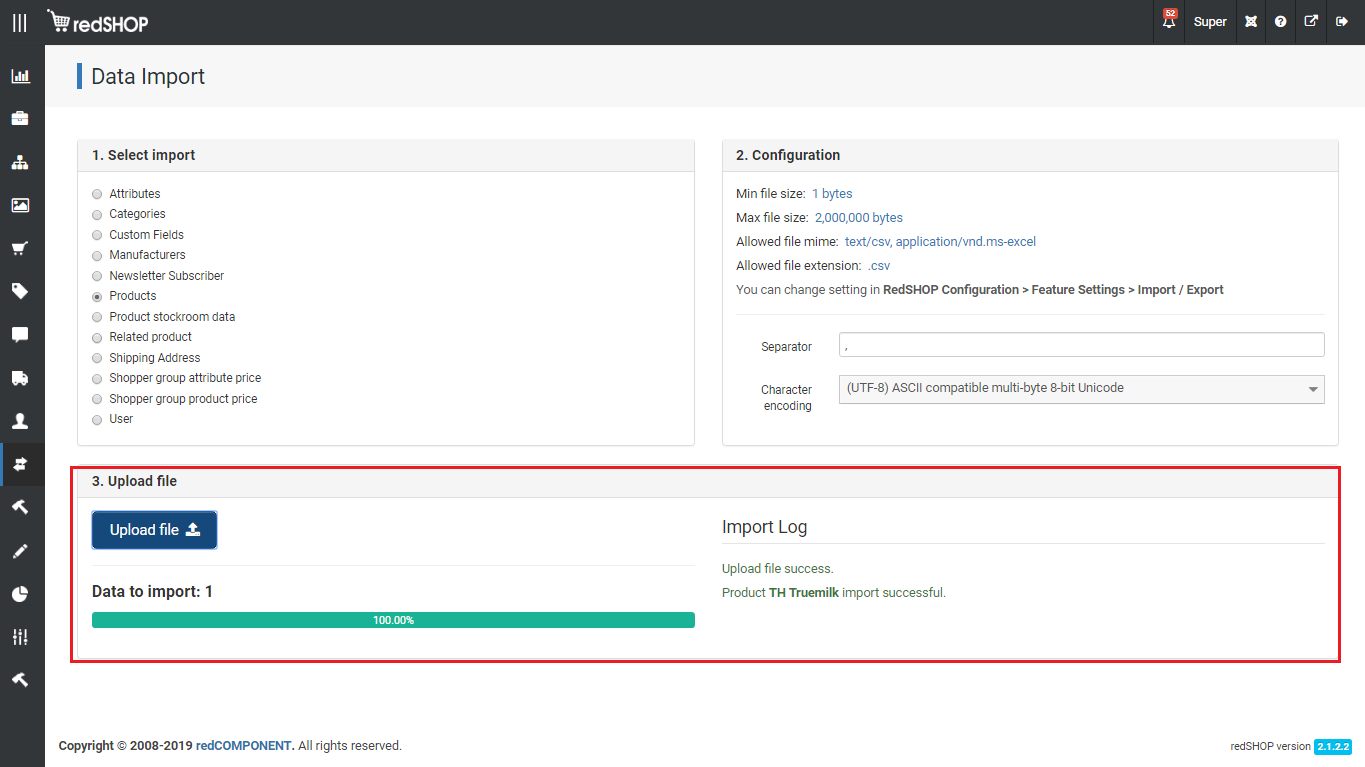 redSHOP
52
Super
Data Import
1. Select import
Attributes
Categories
Custom Fields
Manufacturers
Newsletter Subscriber
Products
Product stockroom data
Related product
Shipping Address
Shopper group attribute price
Shopper group product price
User
2. Configuration
Min file size: 1 bytes
Max file size: 2,000,000 bytes
Allowed file mime: text/csv, application/vnd.ms-excel
Allowed file extension: .csv
You can change setting in RedSHOP Configuration > Feature Settings > Import / Export
Separator ,
Character
encoding
(UTF-8) ASCII compatible multi-byte 8-bit Unicode
3. Upload file
Upload file
Data to import: 1
100.00%
Import Log
Upload file success.
Product TH Truemilk import successful.
Copyright © 2008-2019 redCOMPONENT. All rights reserved.
redSHOP version 2.1.2.2